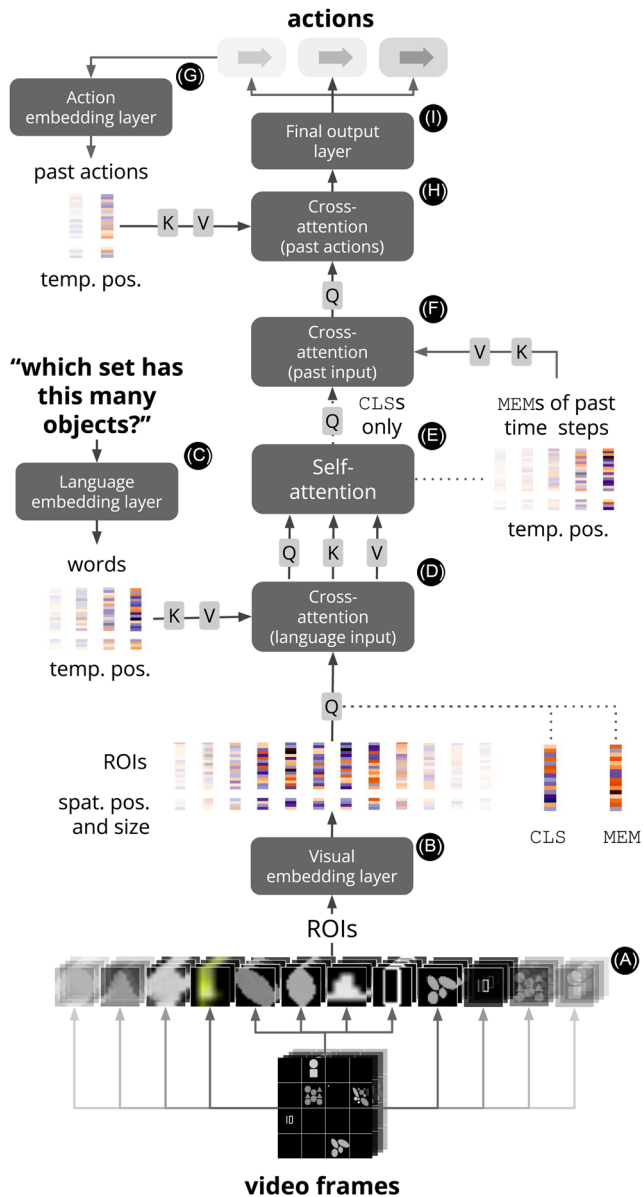 actions
(G)
Action
embedding layer
(I)
Final output
layer
past actions
K
V
temp. pos.
(H)
Cross-
attention
(past actions)
Q
(F)
Cross-
attention
(past input)
V
K
“which set has
this many
objects?”
CLSs
only
Q
MEMs of past
time steps
temp. pos.
(E)
Self-
attention
(C)
Language
embedding layer
Q
K
V
words
K
V
temp. pos.
(D)
Cross-
attention
(language input)
Q
ROIs
spat. pos.
and size
CLS
MEM
(B)
Visual
embedding layer
ROIs
(A)
video frames